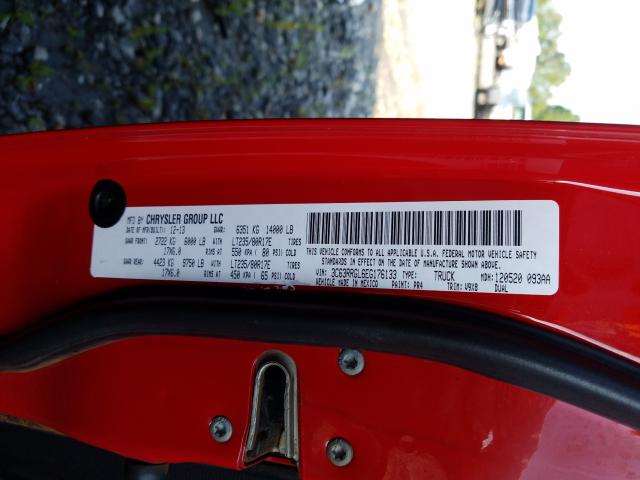 MFD BY CHRYSLER GROUP LLC
DATE OF MFR(BUILT): 12-13 GVWR: 6351 KG 14000 LB
GAWR FRONT: 2722 KG 6000 LB WITH LT235/80R17E TIRES
17X6.0 RIMS AT 550 KPA ( 80 PSI) COLD
GAWR REAR: 4423 KG 9750 LB WITH LT235/80R17E TIRES
17X6.0 RIMS AT 450 KPA ( 65 PSI) COLD
THIS VEHICLE CONFORMS TO ALL APPLICABLE U.S.A. FEDERAL MOTOR VEHICLE SAFETY
STANDARDS IN EFFECT ON THE DATE OF MANUFACTURE SHOWN ABOVE.
VIN: 3C63RRGL6EG176133 TYPE: TRUCK MDH: 120520 093AA
VEHICLE MADE IN MEXICO PAINT: PR4 TRIM: V9X8 DUAL